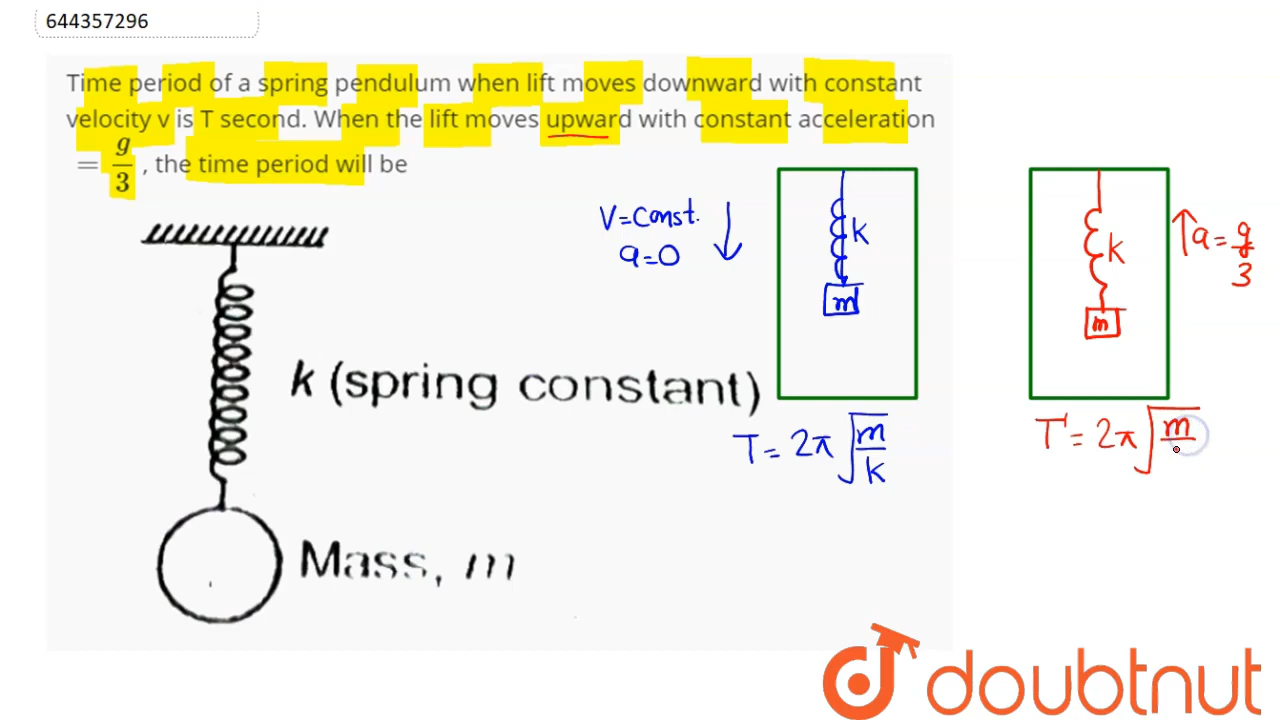 644357296
Time period of a spring pendulum when lift moves downward with constant
velocity v is T second. When the lift moves upward with constant acceleration
= g/3 , the time period will be
V=Const.
a=0
k
m
a=g/3
k
m
k (spring constant)
T=2π√m/k
T'=2π√m
Mass, m
doubtnut